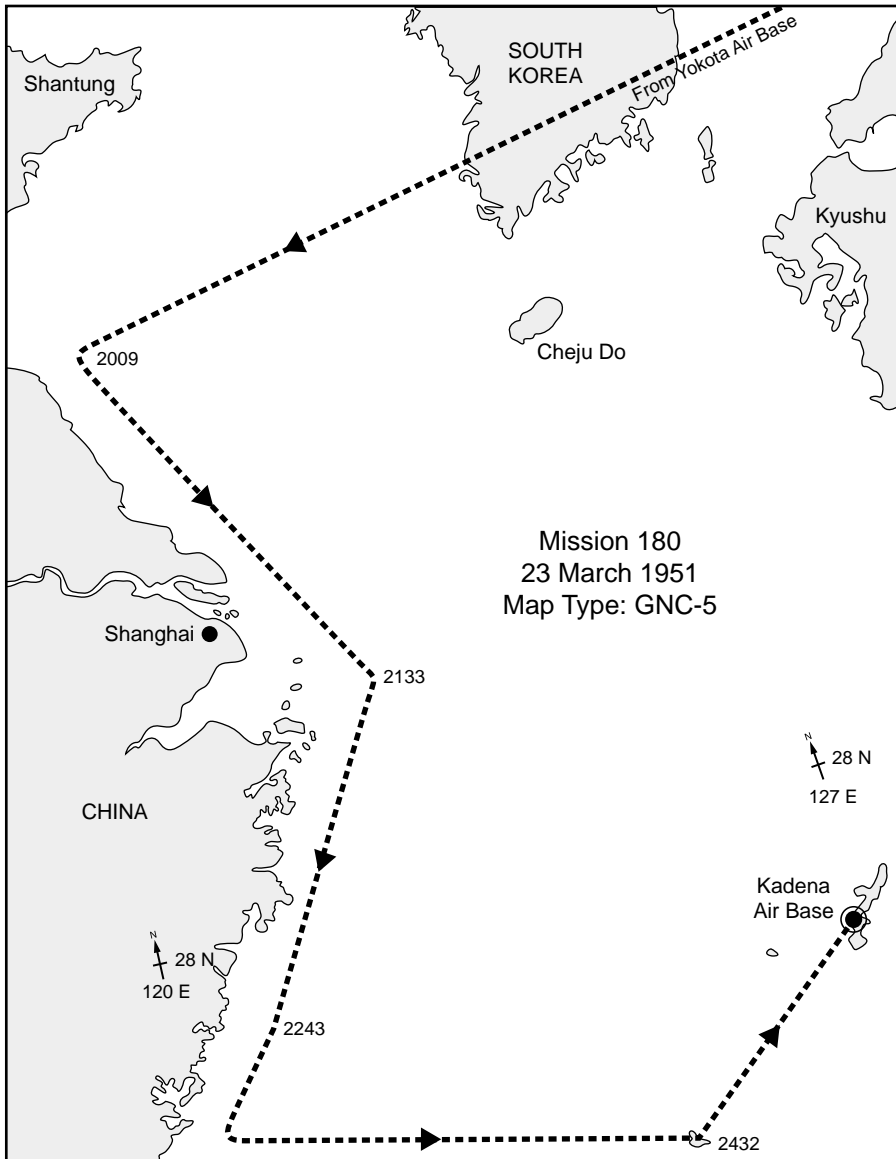 SOUTH
KOREA
From Yokota Air Base
Shantung
Kyushu
Cheju Do
2009
Mission 180
23 March 1951
Map Type: GNC-5
Shanghai
2133
N
28 N
127 E
CHINA
Kadena
Air Base
N
28 N
120 E
2243
2432